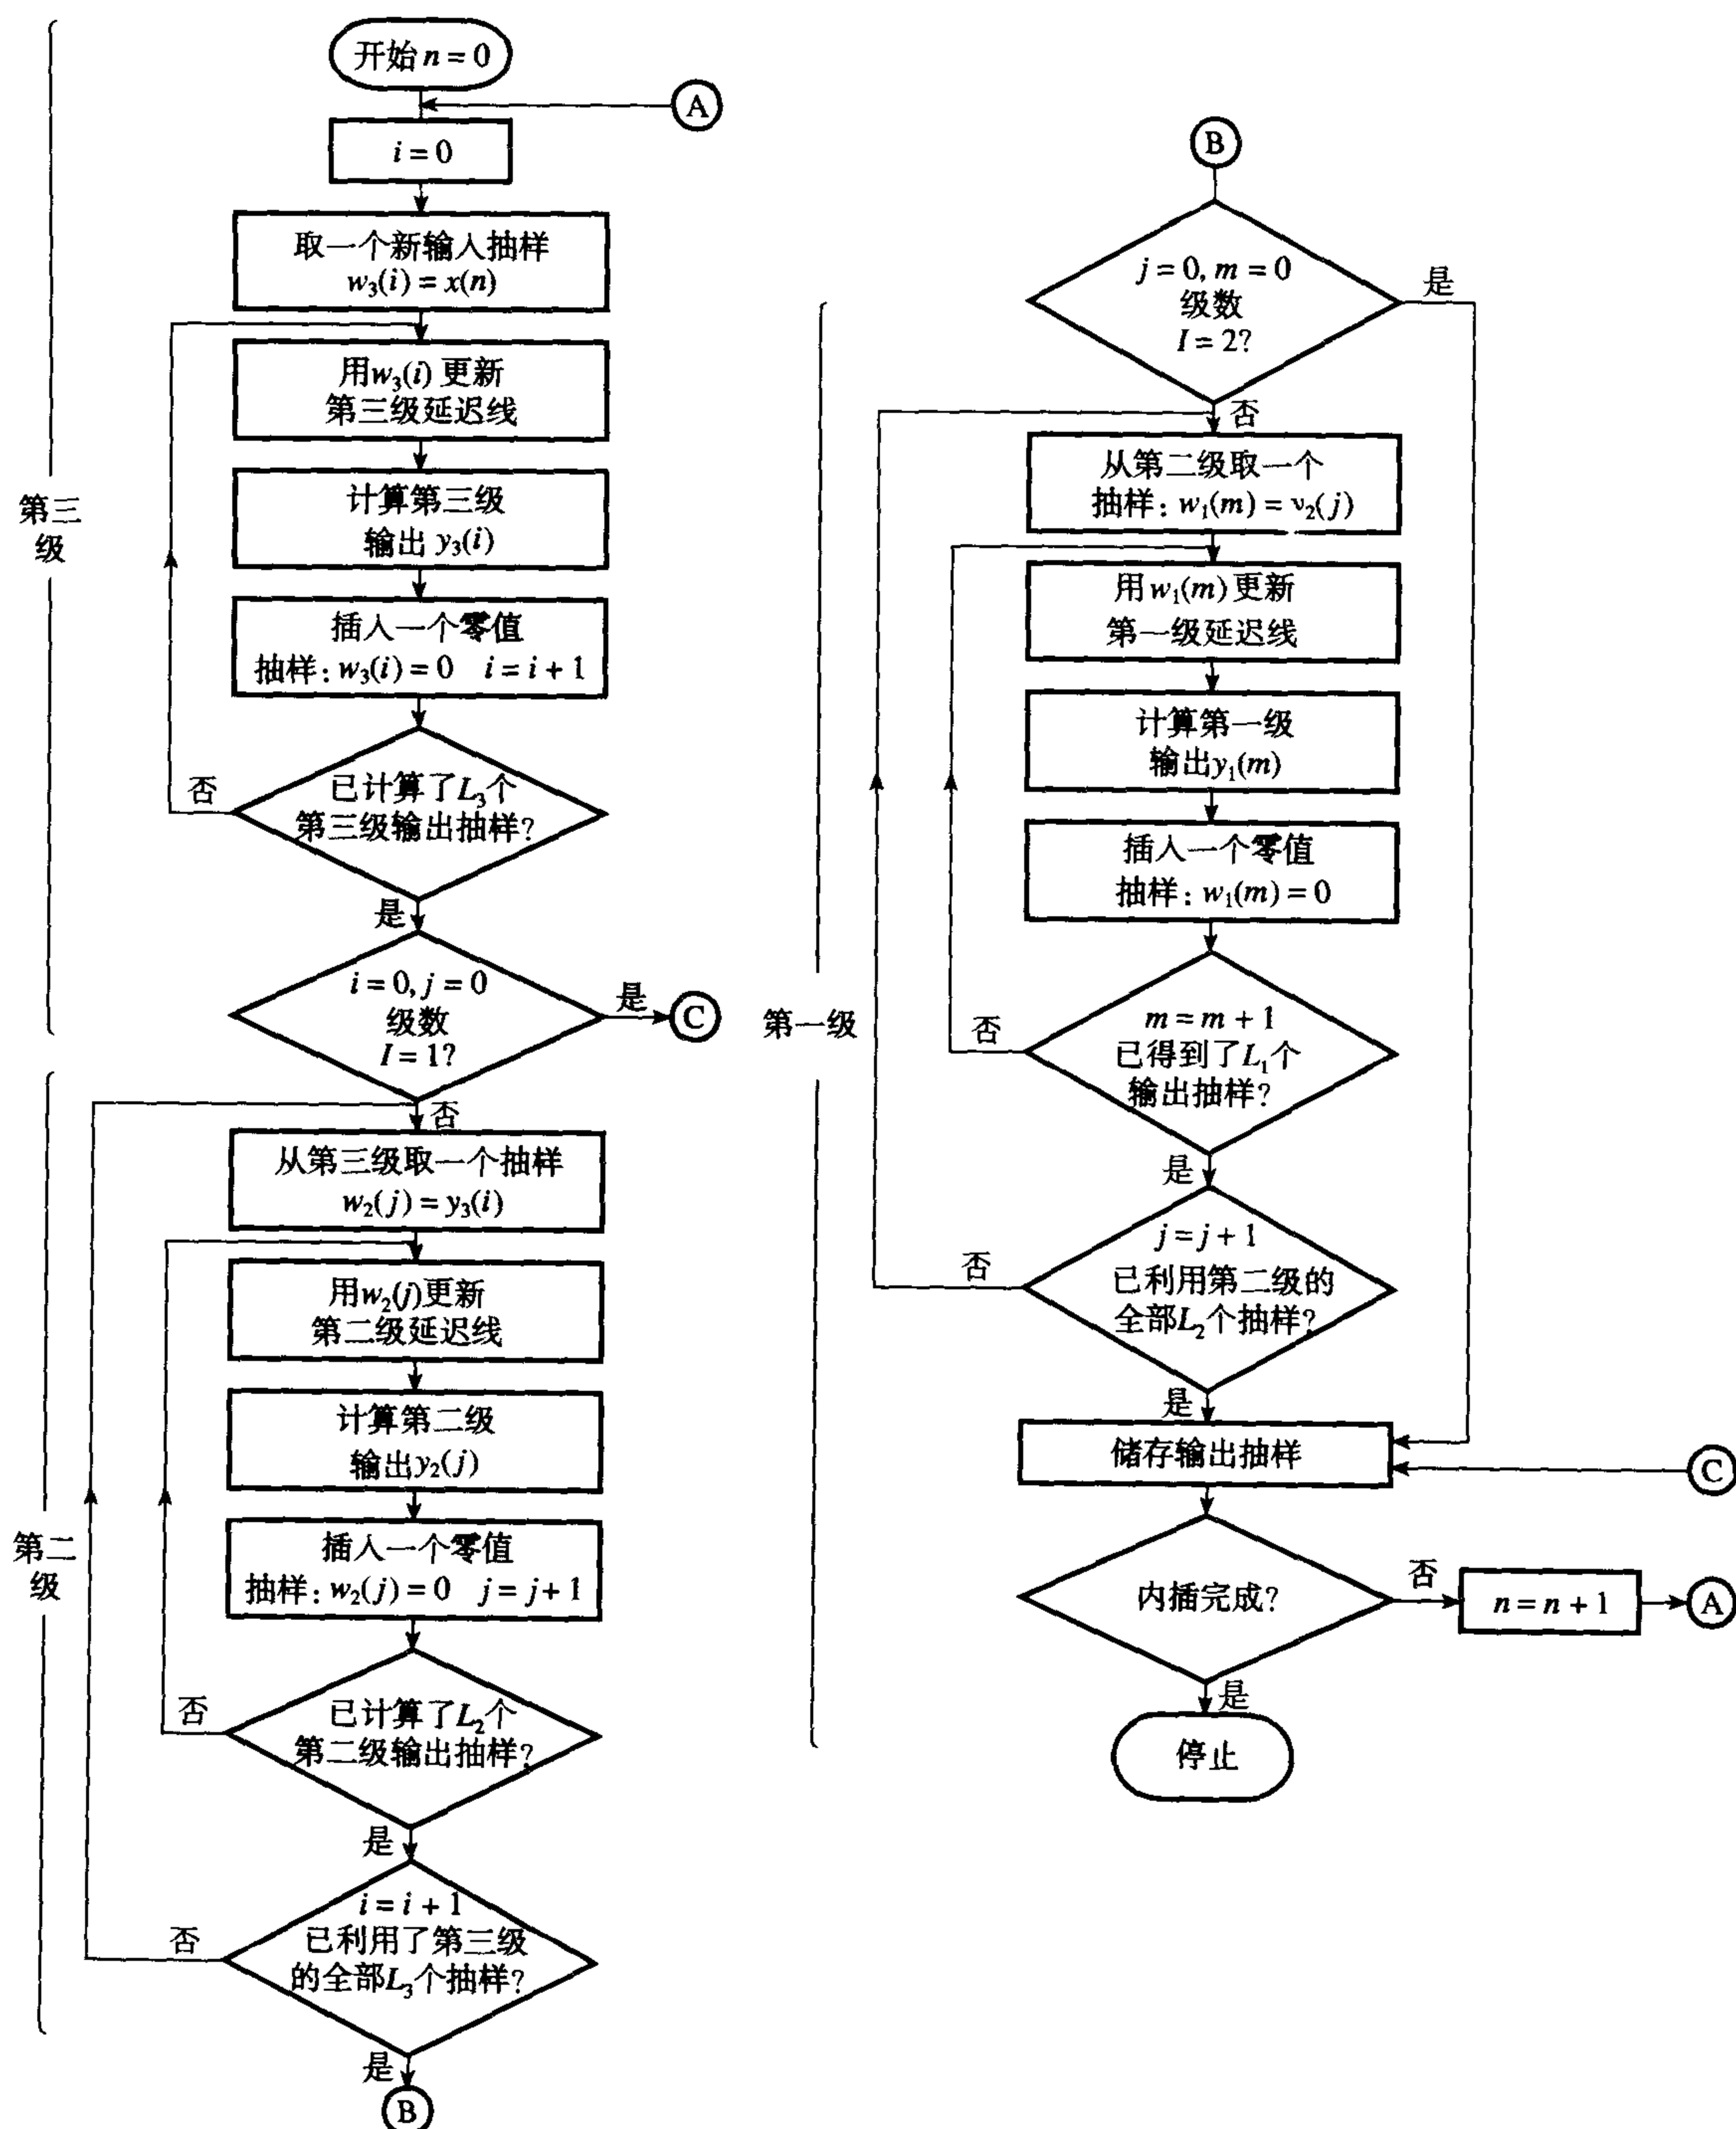 开始 n = 0
A
i = 0
取一个新输入抽样
w₃(i) = x(n)
用w₃(i) 更新
第三级延迟线
计算第三级
输出 y₃(i)
插入一个零值
抽样: w₃(i) = 0 i = i + 1
否
已计算了L₃个
第三级输出抽样?
是
i = 0, j = 0
级数
I = 1?
是
C
第三
级
否
从第三级取一个抽样
w₂(j) = y₃(i)
用w₂(j)更新
第二级延迟线
计算第二级
输出y₂(j)
插入一个零值
抽样: w₂(j) = 0 j = j + 1
否
已计算了L₂个
第二级输出抽样?
是
i = i + 1
否
已利用了第三级
的全部L₃个抽样?
是
B
第二
级
B
j = 0, m = 0
级数
I = 2?
是
否
从第二级取一个
抽样: w₁(m) = v₂(j)
用w₁(m) 更新
第一级延迟线
计算第一级
输出y₁(m)
插入一个零值
抽样: w₁(m) = 0
否
m = m + 1
已得到了L₁个
输出抽样?
是
第一级
否
j = j + 1
已利用第二级的
全部L₂个抽样?
是
储存输出抽样
C
内插完成?
否
n = n + 1
A
是
停止